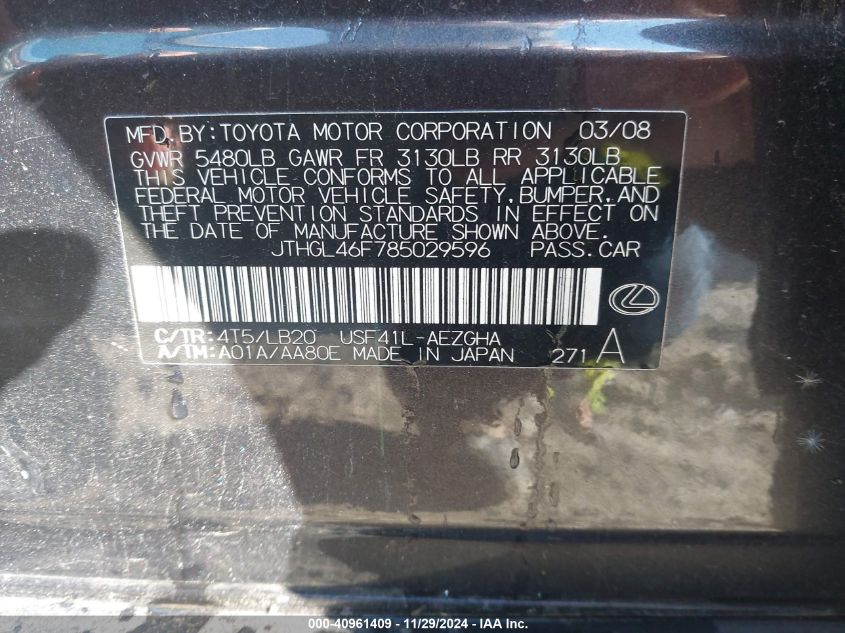 MFD. BY: TOYOTA MOTOR CORPORATION 03/08
GVWR 5480LB GAWR FR 3130LB RR 3130LB
THIS VEHICLE CONFORMS TO ALL APPLICABLE
FEDERAL MOTOR VEHICLE SAFETY, BUMPER, AND
THEFT PREVENTION STANDARDS IN EFFECT ON
THE DATE OF MANUFACTURE SHOWN ABOVE.
JTHGL46F785029596 PASS. CAR
C/TR: 4T5/LB20 USF41L-AEZGHA
A/TM: A01A/AA80E MADE IN JAPAN 271 A
000-40961409 - 11/29/2024 - IAA Inc.